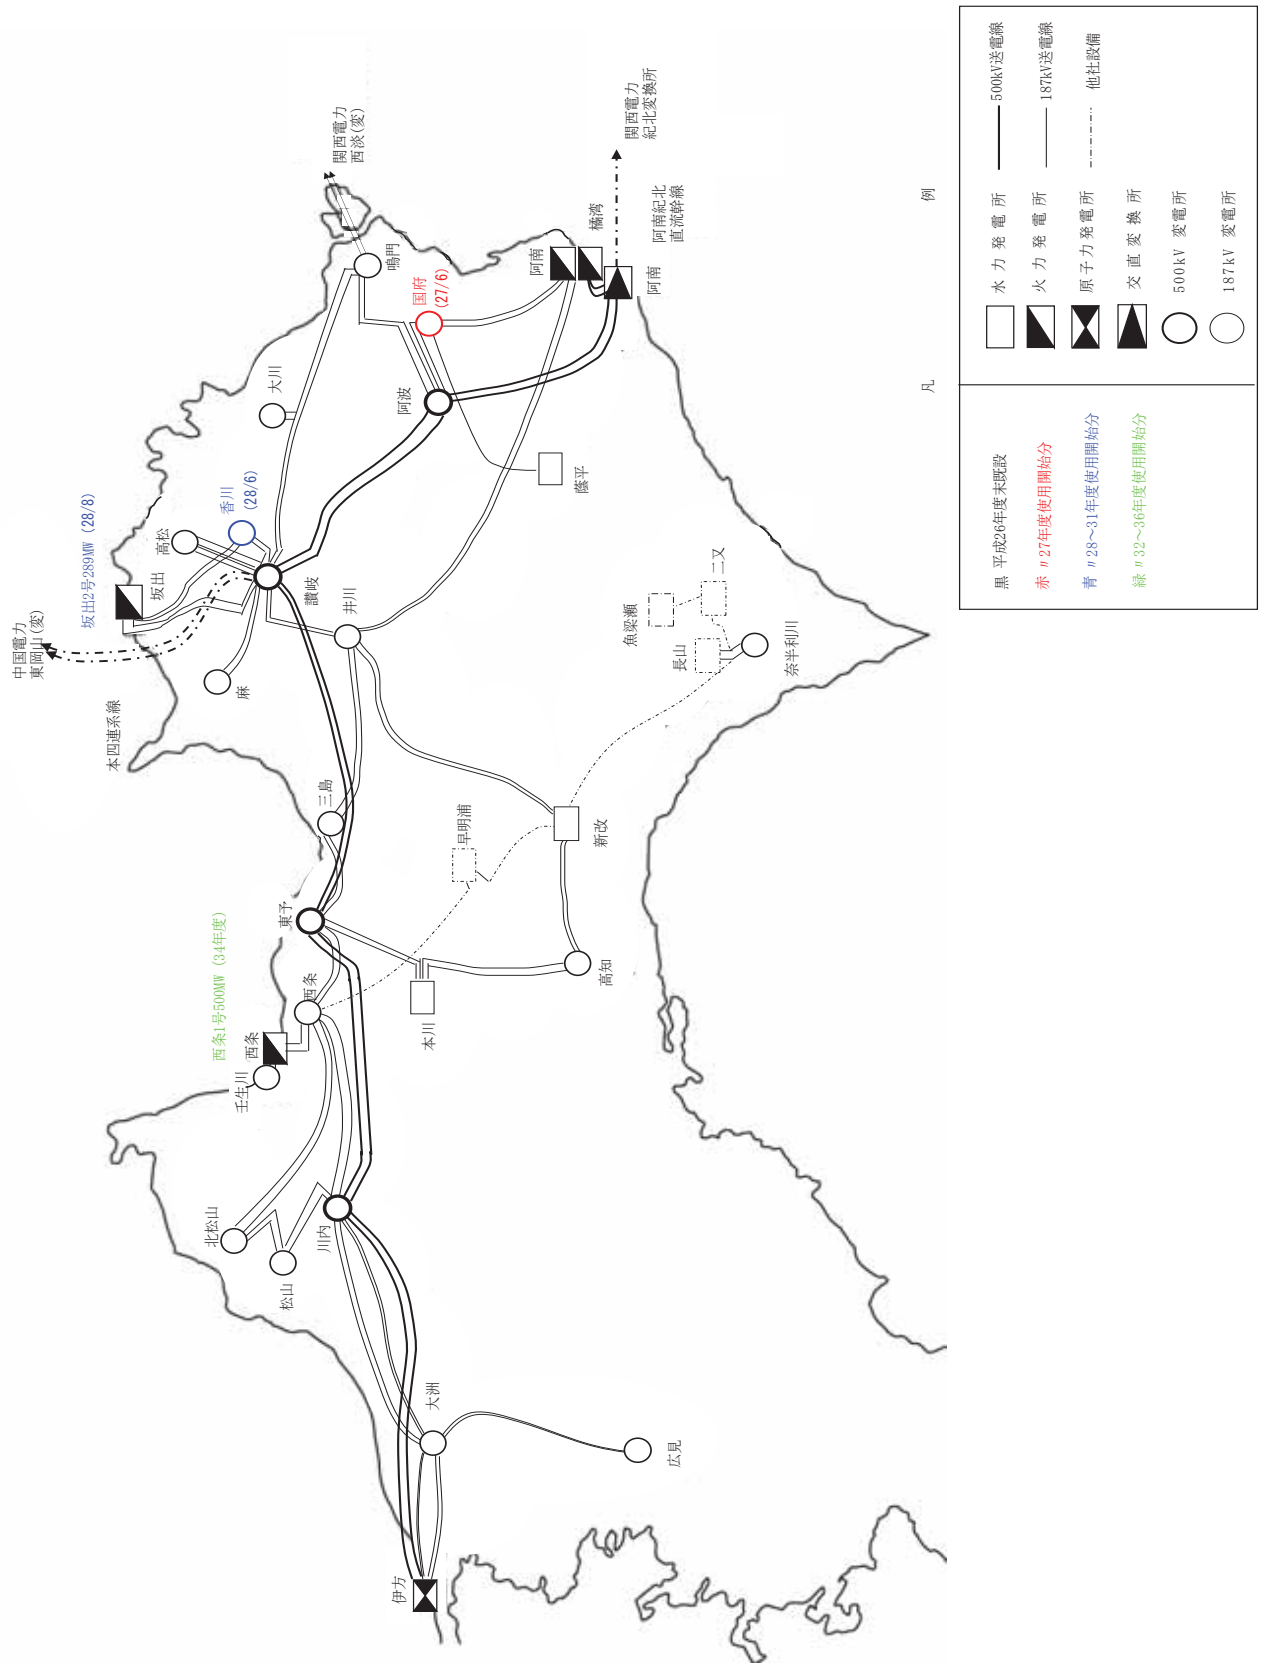 中国電力
東岡山(変)
本四連系線
坂出2号289MW (28/8)
坂出
高松
香川
(28/6)
大川
関西電力
西淡(変)
鳴門
国府
(27/6)
阿南
橘湾
関西電力
紀北変換所
阿南紀北
直流幹線
阿南
阿波
蔭平
讃岐
井川
麻
三島
魚梁瀬
二又
長山
奈半利川
早明浦
新改
高知
本川
東予
西条1号500MW (34年度)
西条
西条
壬生川
北松山
松山
川内
大洲
広見
伊方
凡例
水力発電所
火力発電所
原子力発電所
交直変換所
500kV 変電所
187kV 変電所
500kV送電線
187kV送電線
他社設備
黒 平成26年度末既設
赤 〃27年度使用開始分
青 〃28～31年度使用開始分
緑 〃32～36年度使用開始分